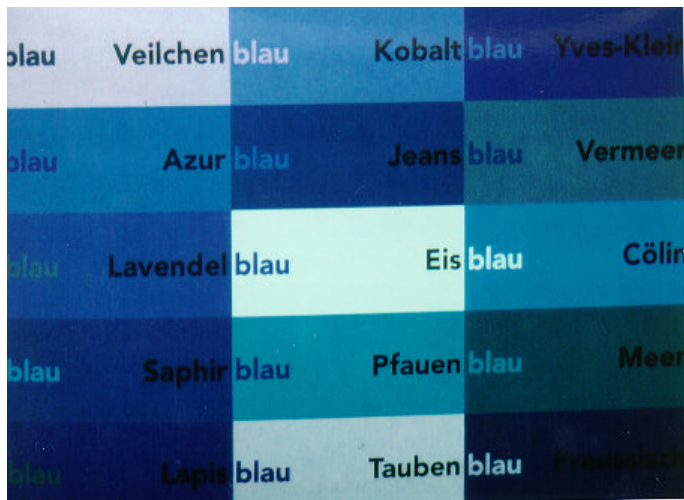 blau Veilchen blau Kobalt blau Yves-Klein
blau Azur blau Jeans blau Vermeer
blau Lavendel blau Eis blau Cölin
blau Saphir blau Pfauen blau Meer
blau Lapis blau Tauben blau Preussisch